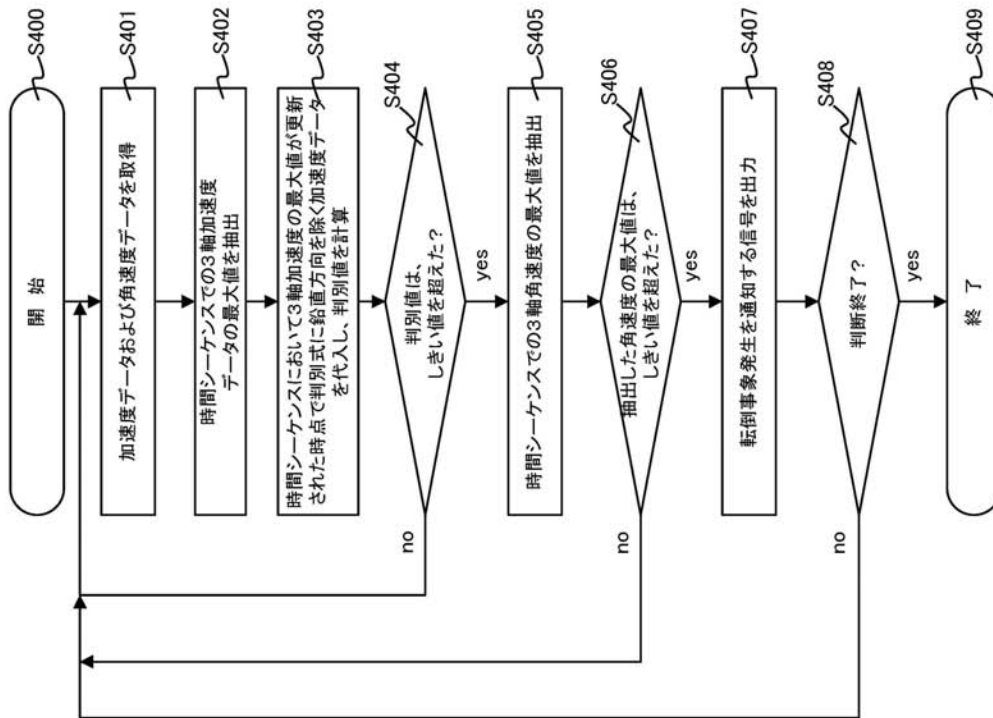 開 始
S400
加速度データおよび角速度データを取得
S401
時間シーケンスでの3軸加速度
データの最大値を抽出
S402
時間シーケンスにおいて3軸加速度の最大値が更新
された時点で判別式に鉛直方向を除く加速度データ
を代入し、判別値を計算
S403
判別値は、
しきい値を超えた？
S404
no
yes
時間シーケンスでの3軸角速度の最大値を抽出
S405
抽出した角速度の最大値は、
しきい値を超えた？
S406
no
yes
転倒事象発生を通知する信号を出力
S407
判断終了？
S408
no
yes
終 了
S409